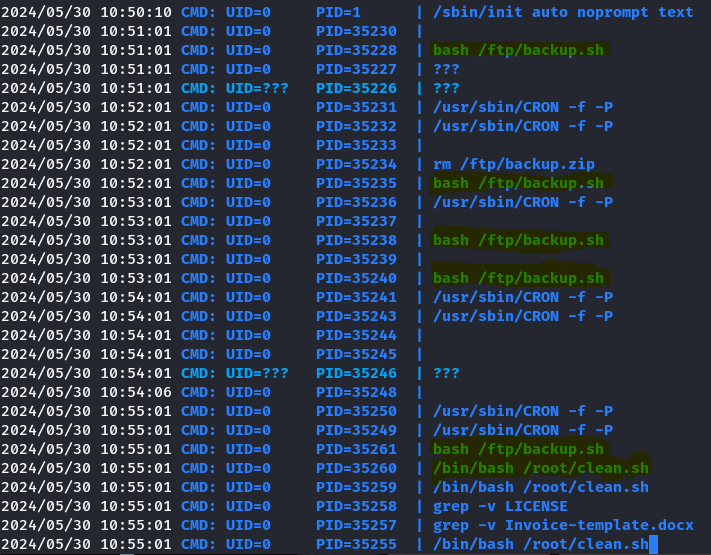 2024/05/30 10:50:10 CMD: UID=0 PID=1 | /sbin/init auto noprompt text
2024/05/30 10:51:01 CMD: UID=0 PID=35230 |
2024/05/30 10:51:01 CMD: UID=0 PID=35228 | bash /ftp/backup.sh
2024/05/30 10:51:01 CMD: UID=0 PID=35227 | ???
2024/05/30 10:51:01 CMD: UID=??? PID=35226 | ???
2024/05/30 10:52:01 CMD: UID=0 PID=35231 | /usr/sbin/CRON -f -P
2024/05/30 10:52:01 CMD: UID=0 PID=35232 | /usr/sbin/CRON -f -P
2024/05/30 10:52:01 CMD: UID=0 PID=35233 |
2024/05/30 10:52:01 CMD: UID=0 PID=35234 | rm /ftp/backup.zip
2024/05/30 10:52:01 CMD: UID=0 PID=35235 | bash /ftp/backup.sh
2024/05/30 10:53:01 CMD: UID=0 PID=35236 | /usr/sbin/CRON -f -P
2024/05/30 10:53:01 CMD: UID=0 PID=35237 |
2024/05/30 10:53:01 CMD: UID=0 PID=35238 | bash /ftp/backup.sh
2024/05/30 10:53:01 CMD: UID=0 PID=35239 |
2024/05/30 10:53:01 CMD: UID=0 PID=35240 | bash /ftp/backup.sh
2024/05/30 10:54:01 CMD: UID=0 PID=35241 | /usr/sbin/CRON -f -P
2024/05/30 10:54:01 CMD: UID=0 PID=35243 | /usr/sbin/CRON -f -P
2024/05/30 10:54:01 CMD: UID=0 PID=35244 |
2024/05/30 10:54:01 CMD: UID=0 PID=35245 |
2024/05/30 10:54:01 CMD: UID=??? PID=35246 | ???
2024/05/30 10:54:06 CMD: UID=0 PID=35248 |
2024/05/30 10:55:01 CMD: UID=0 PID=35250 | /usr/sbin/CRON -f -P
2024/05/30 10:55:01 CMD: UID=0 PID=35249 | /usr/sbin/CRON -f -P
2024/05/30 10:55:01 CMD: UID=0 PID=35261 | bash /ftp/backup.sh
2024/05/30 10:55:01 CMD: UID=0 PID=35260 | /bin/bash /root/clean.sh
2024/05/30 10:55:01 CMD: UID=0 PID=35259 | /bin/bash /root/clean.sh
2024/05/30 10:55:01 CMD: UID=0 PID=35258 | grep -v LICENSE
2024/05/30 10:55:01 CMD: UID=0 PID=35257 | grep -v Invoice-template.docx
2024/05/30 10:55:01 CMD: UID=0 PID=35255 | /bin/bash /root/clean.sh